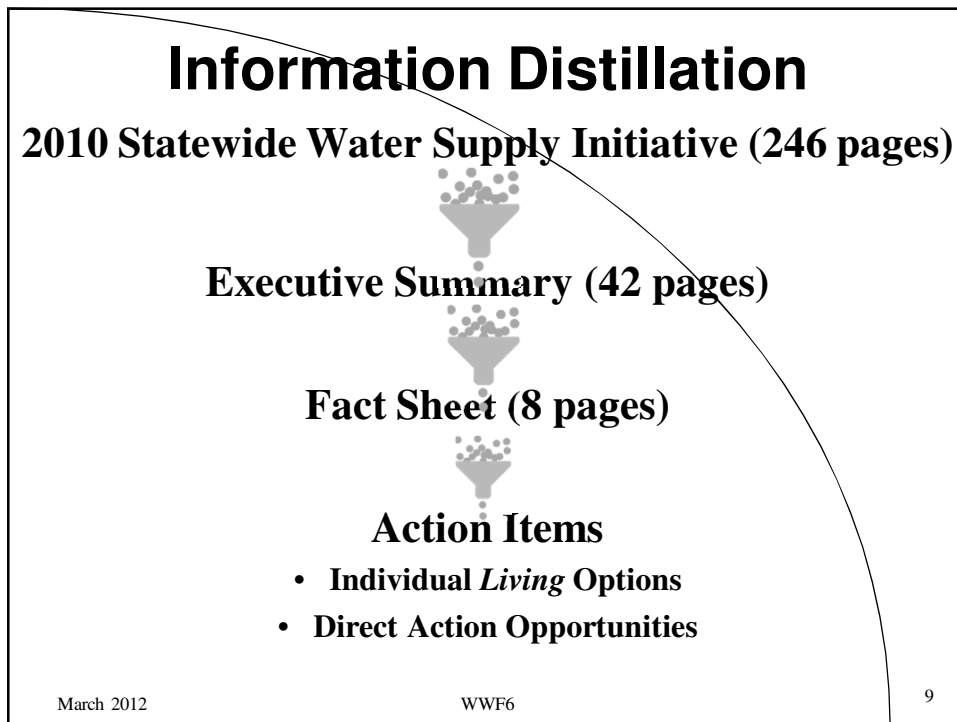 Information Distillation
2010 Statewide Water Supply Initiative (246 pages)
Executive Summary (42 pages)
Fact Sheet (8 pages)
Action Items
• Individual Living Options
• Direct Action Opportunities
March 2012 WWF6 9